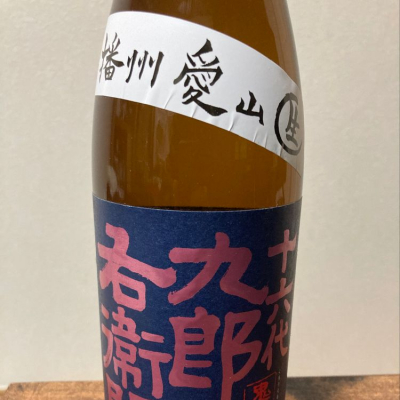 播州 愛山 生
十六代
九郎
右衛門